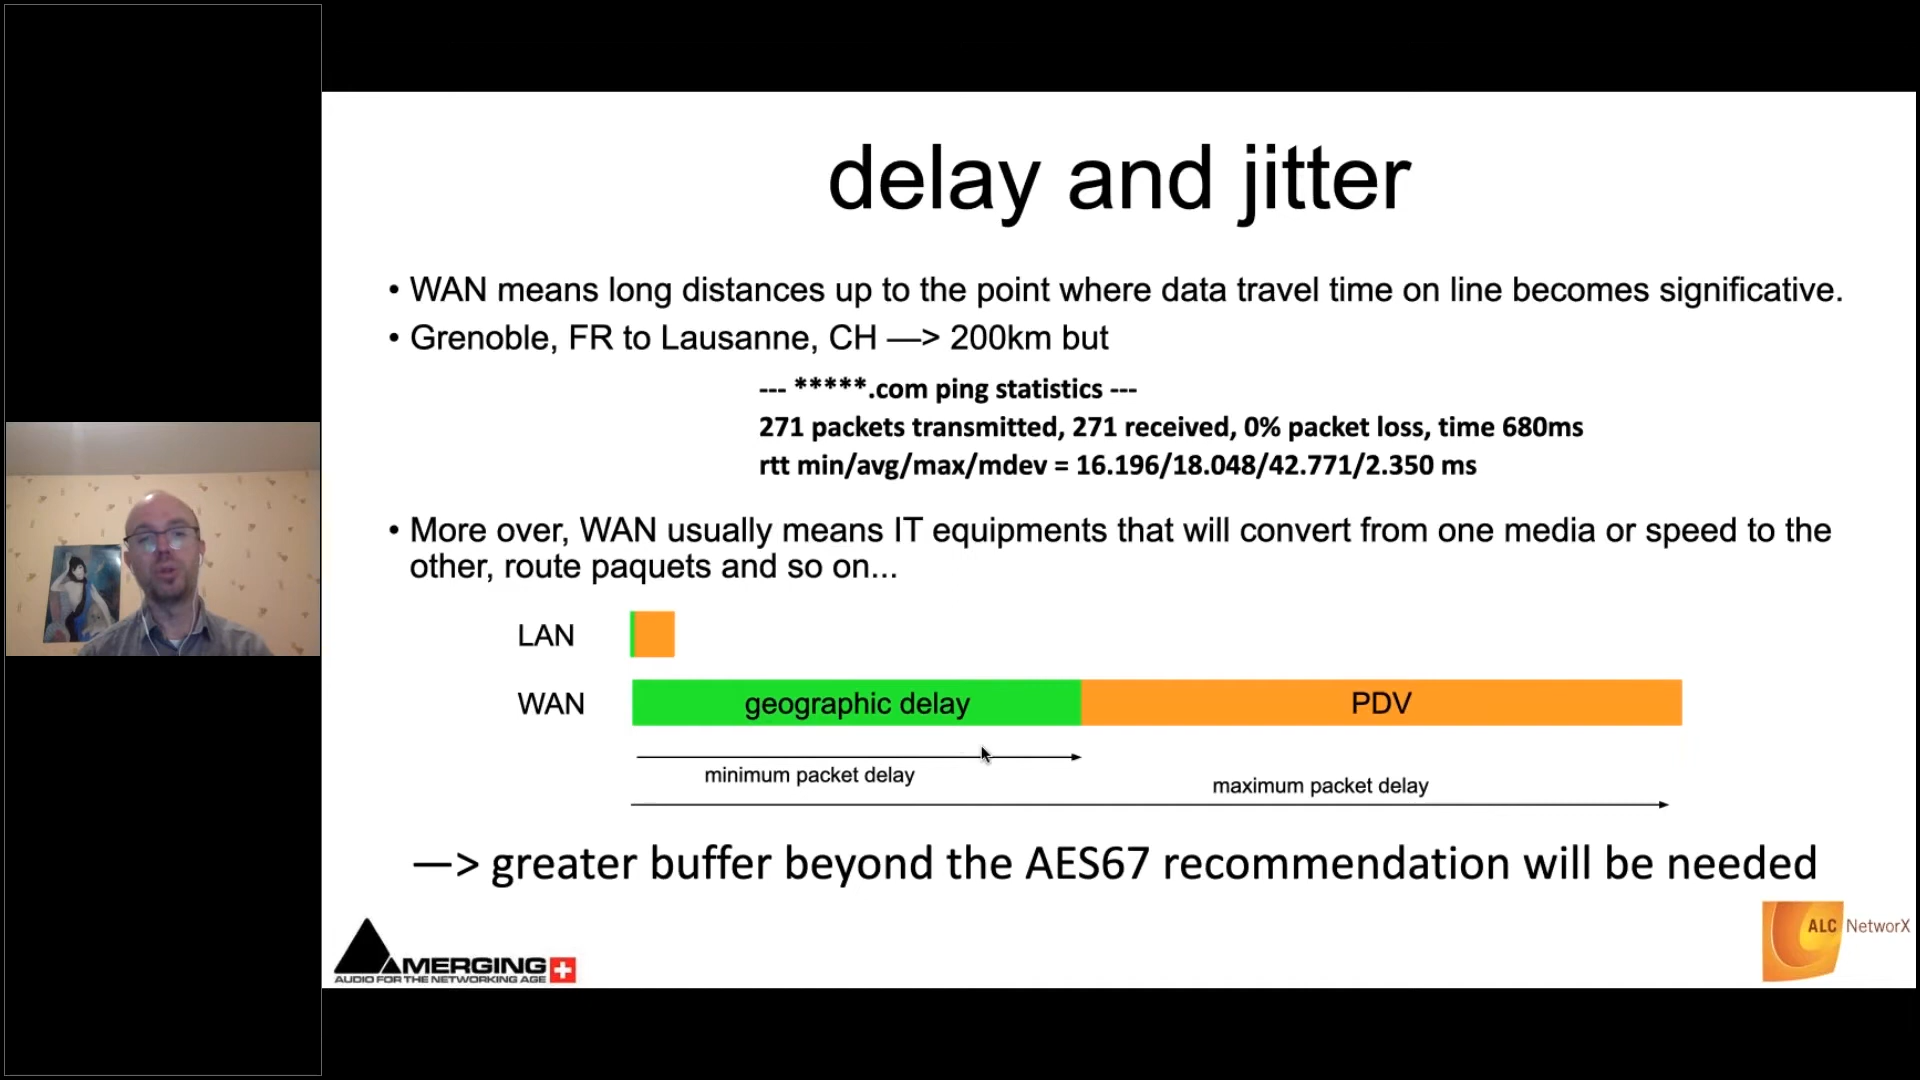 delay and jitter
• WAN means long distances up to the point where data travel time on line becomes significative.
• Grenoble, FR to Lausanne, CH —> 200km but
--- *****.com ping statistics ---
271 packets transmitted, 271 received, 0% packet loss, time 680ms
rtt min/avg/max/mdev = 16.196/18.048/42.771/2.350 ms
• More over, WAN usually means IT equipments that will convert from one media or speed to the
other, route paquets and so on...
LAN
WAN geographic delay PDV
minimum packet delay
maximum packet delay
—> greater buffer beyond the AES67 recommendation will be needed
MERGING
AUDIO FOR THE NETWORKING AGE
ALC NetworX